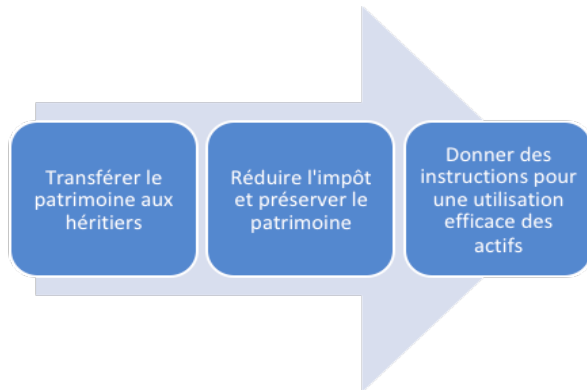 Transférer le
patrimoine aux
héritiers
Réduire l'impôt
et préserver le
patrimoine
Donner des
instructions pour
une utilisation
efficace des
actifs